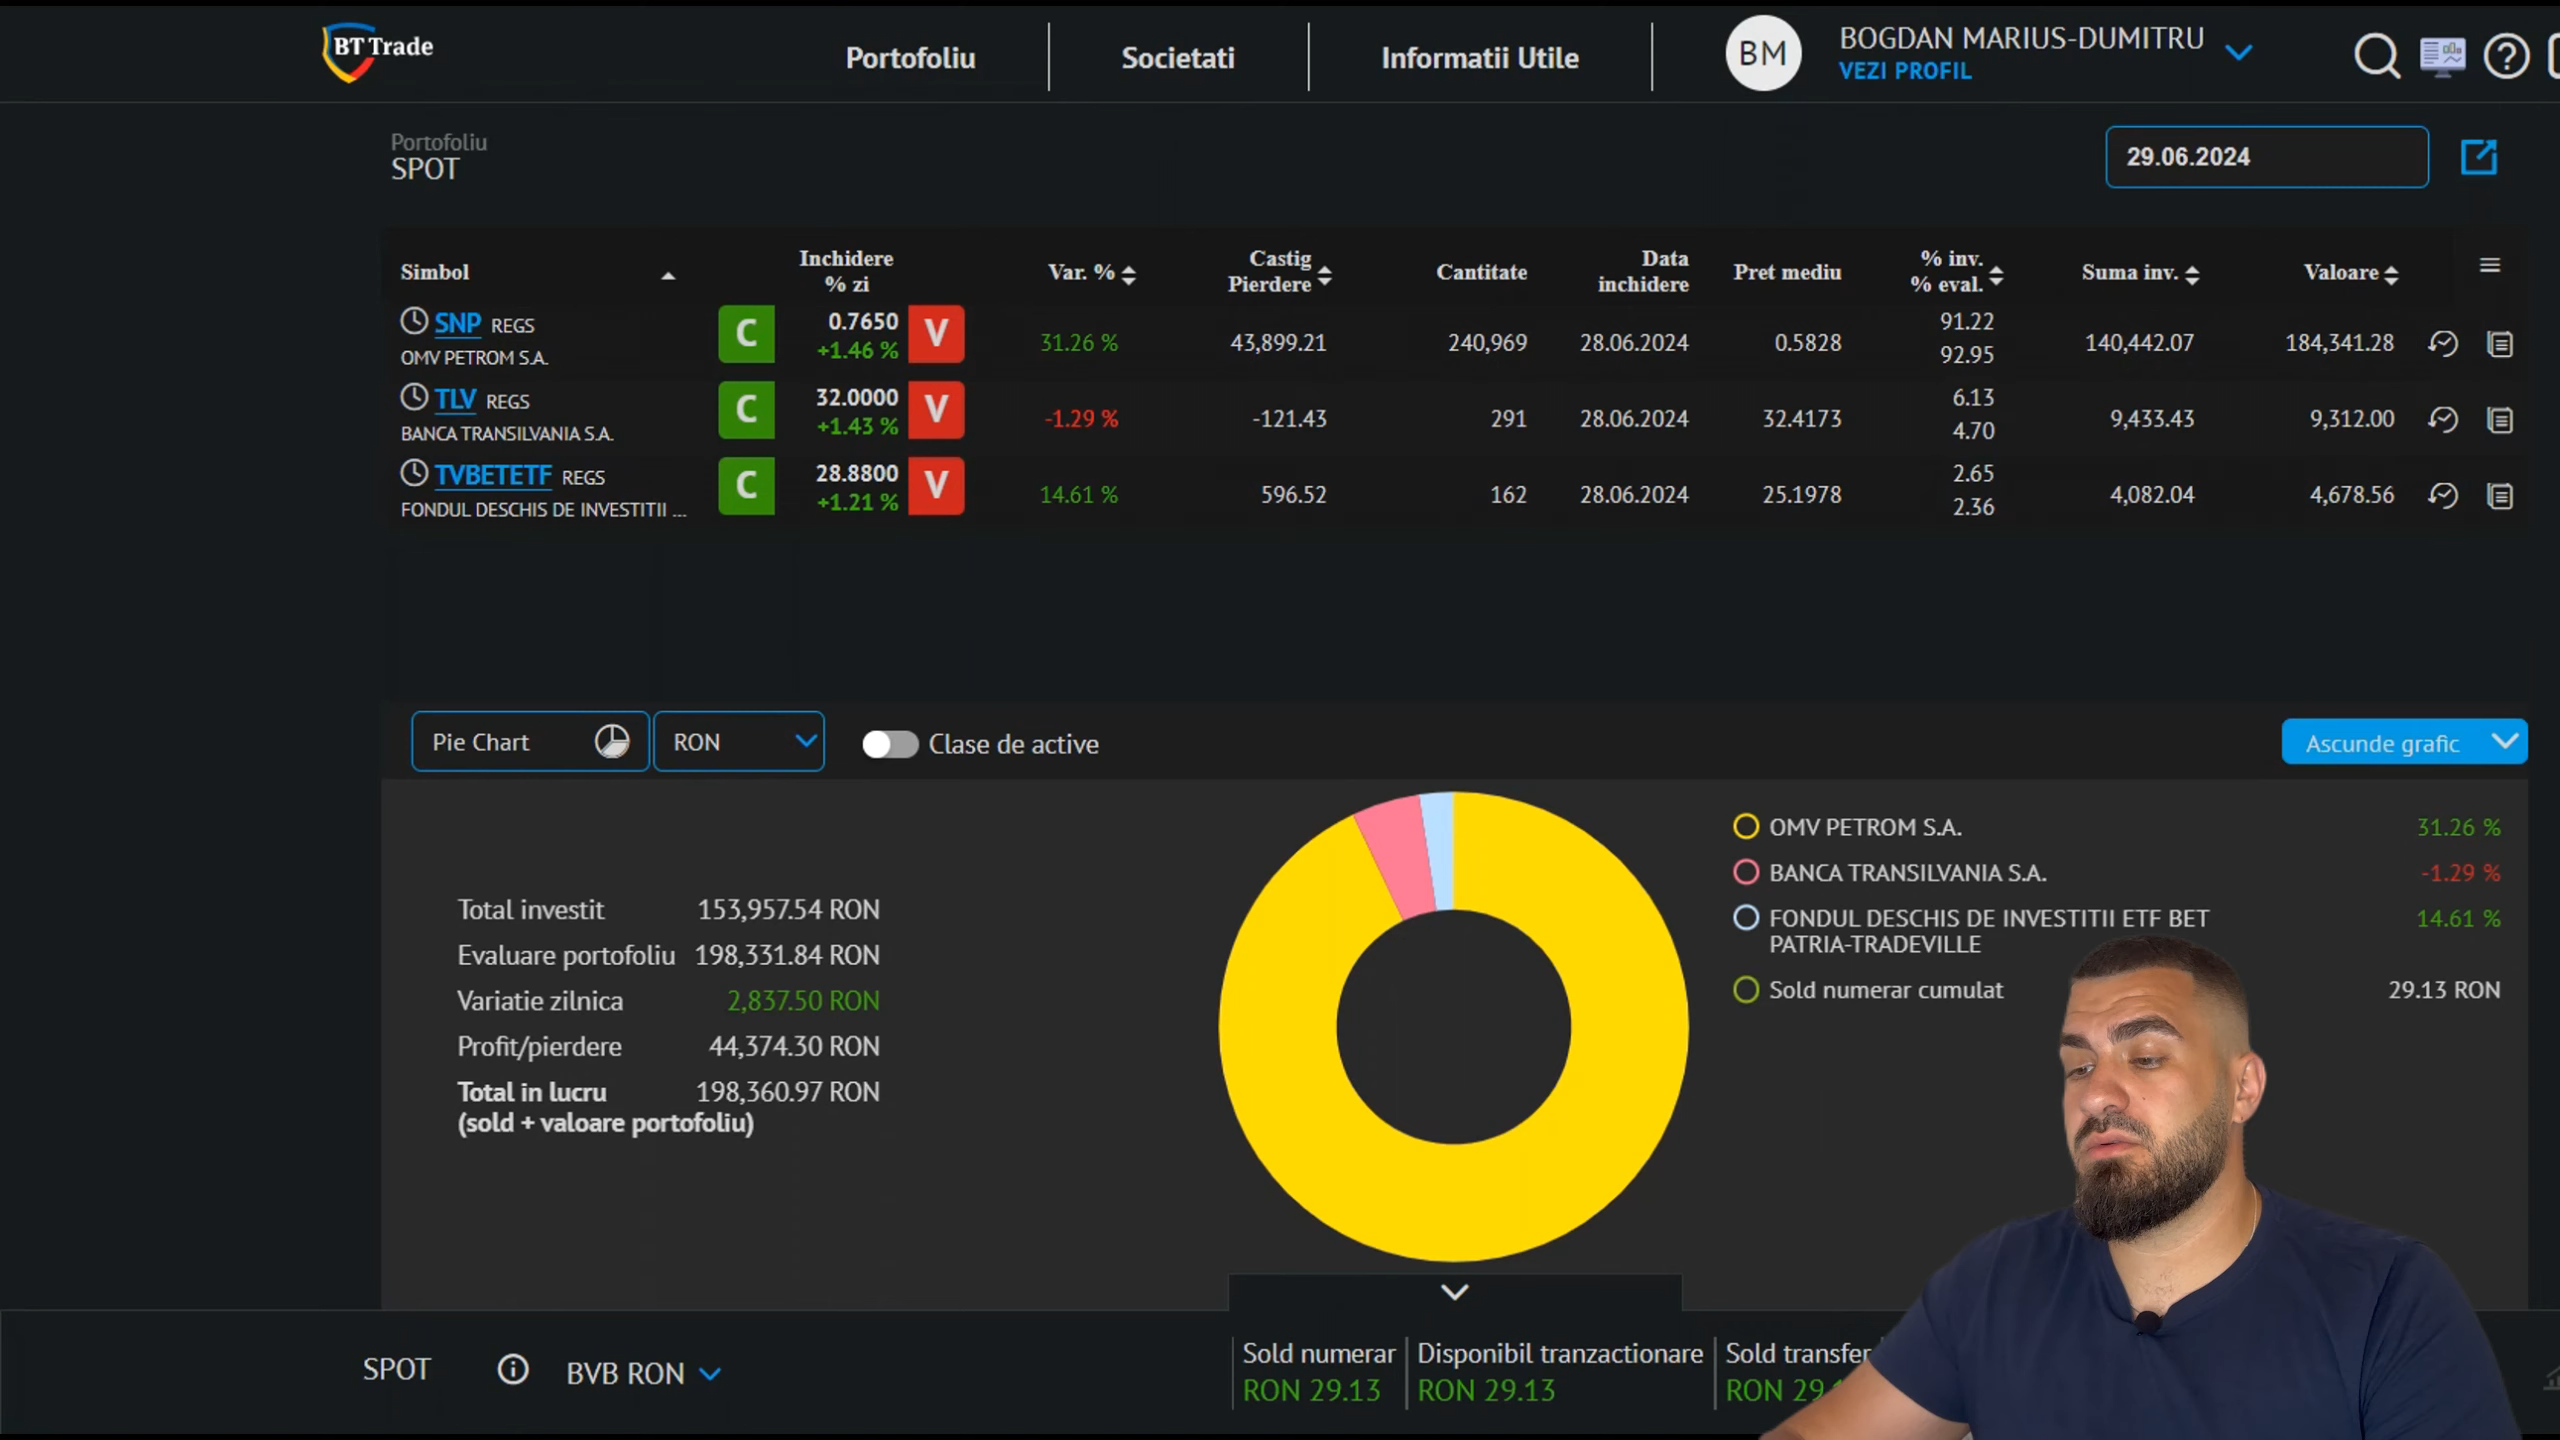 BT Trade
Portofoliu
Societati
Informatii Utile
BM
BOGDAN MARIUS-DUMITRU
VEZI PROFIL
Portofoliu
SPOT
29.06.2024
Simbol
Inchidere
% zi
Var. %
Castig
Pierdere
Cantitate
Data
inchidere
Pret mediu
% inv.
% eval.
Suma inv.
Valoare
SNP REGS
OMV PETROM S.A.
C
0.7650
+1.46 %
V
31.26 %
43,899.21
240,969
28.06.2024
0.5828
91.22
92.95
140,442.07
184,341.28
TLV REGS
BANCA TRANSILVANIA S.A.
C
32.0000
+1.43 %
V
-1.29 %
-121.43
291
28.06.2024
32.4173
6.13
4.70
9,433.43
9,312.00
TVBETETF REGS
FONDUL DESCHIS DE INVESTITII ...
C
28.8800
+1.21 %
V
14.61 %
596.52
162
28.06.2024
25.1978
2.65
2.36
4,082.04
4,678.56
Pie Chart
RON
Clase de active
Ascunde grafic
Total investit 153,957.54 RON
Evaluare portofoliu 198,331.84 RON
Variatie zilnica 2,837.50 RON
Profit/pierdere 44,374.30 RON
Total in lucru 198,360.97 RON
(sold + valoare portofoliu)
OMV PETROM S.A. 31.26 %
BANCA TRANSILVANIA S.A. -1.29 %
FONDUL DESCHIS DE INVESTITII ETF BET 14.61 %
PATRIA-TRADEVILLE
Sold numerar cumulat 29.13 RON
SPOT
BVB RON
Sold numerar
RON 29.13
Disponibil tranzactionare
RON 29.13
Sold transfer
RON 29